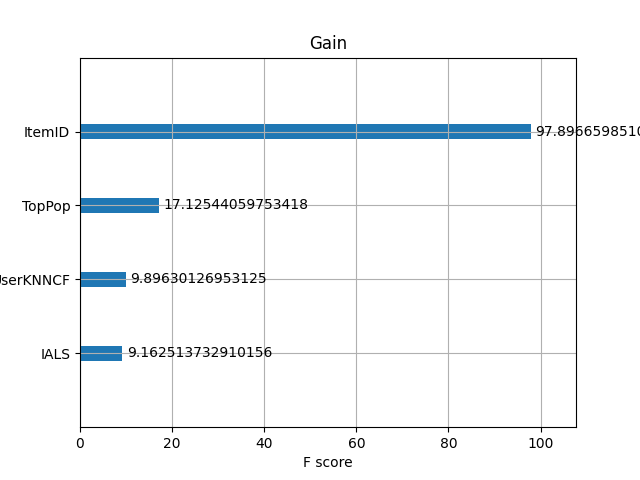 Gain
ItemID
97.8966598510
TopPop
17.12544059753418
UserKNNCF
9.89630126953125
IALS
9.162513732910156
0 20 40 60 80 100
F score